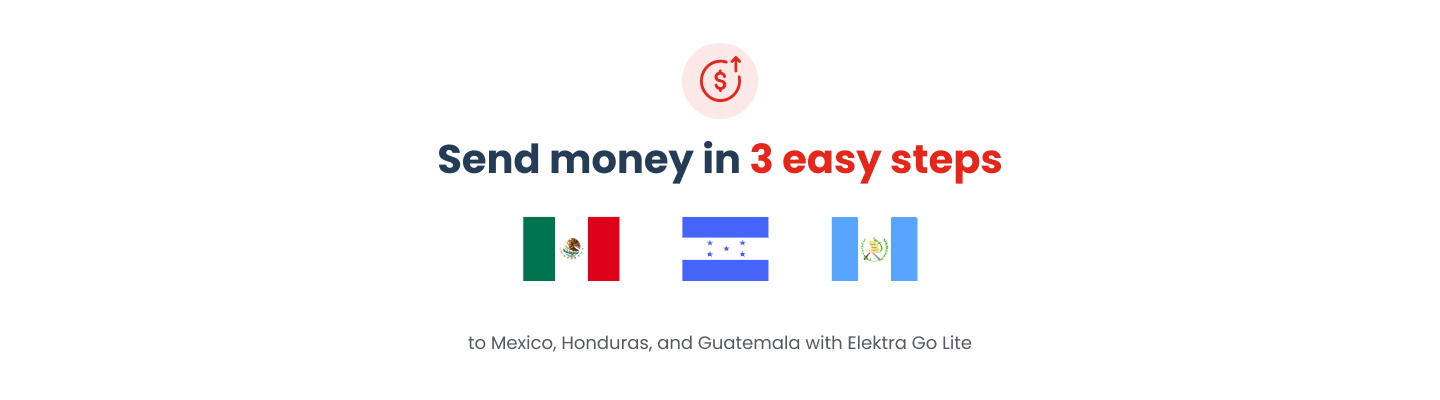 Send money in 3 easy steps
to Mexico, Honduras, and Guatemala with Elektra Go Lite